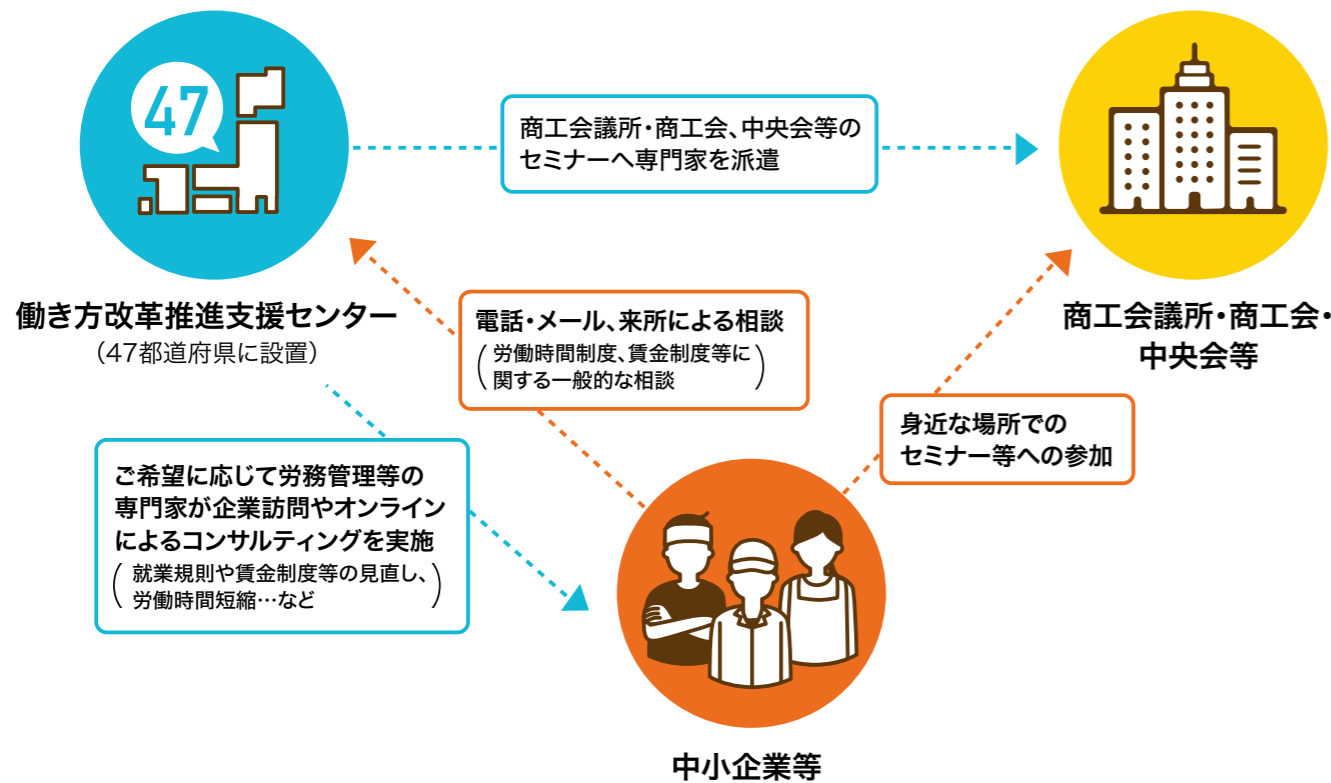 47
商工会議所・商工会、中央会等の
セミナーへ専門家を派遣
働き方改革推進支援センター
（47都道府県に設置）
商工会議所・商工会・
中央会等
電話・メール、来所による相談
（労働時間制度、賃金制度等に
関する一般的な相談）
身近な場所での
セミナー等への参加
ご希望に応じて労務管理等の
専門家が企業訪問やオンライン
によるコンサルティングを実施
（就業規則や賃金制度等の見直し、
労働時間短縮…など）
中小企業等